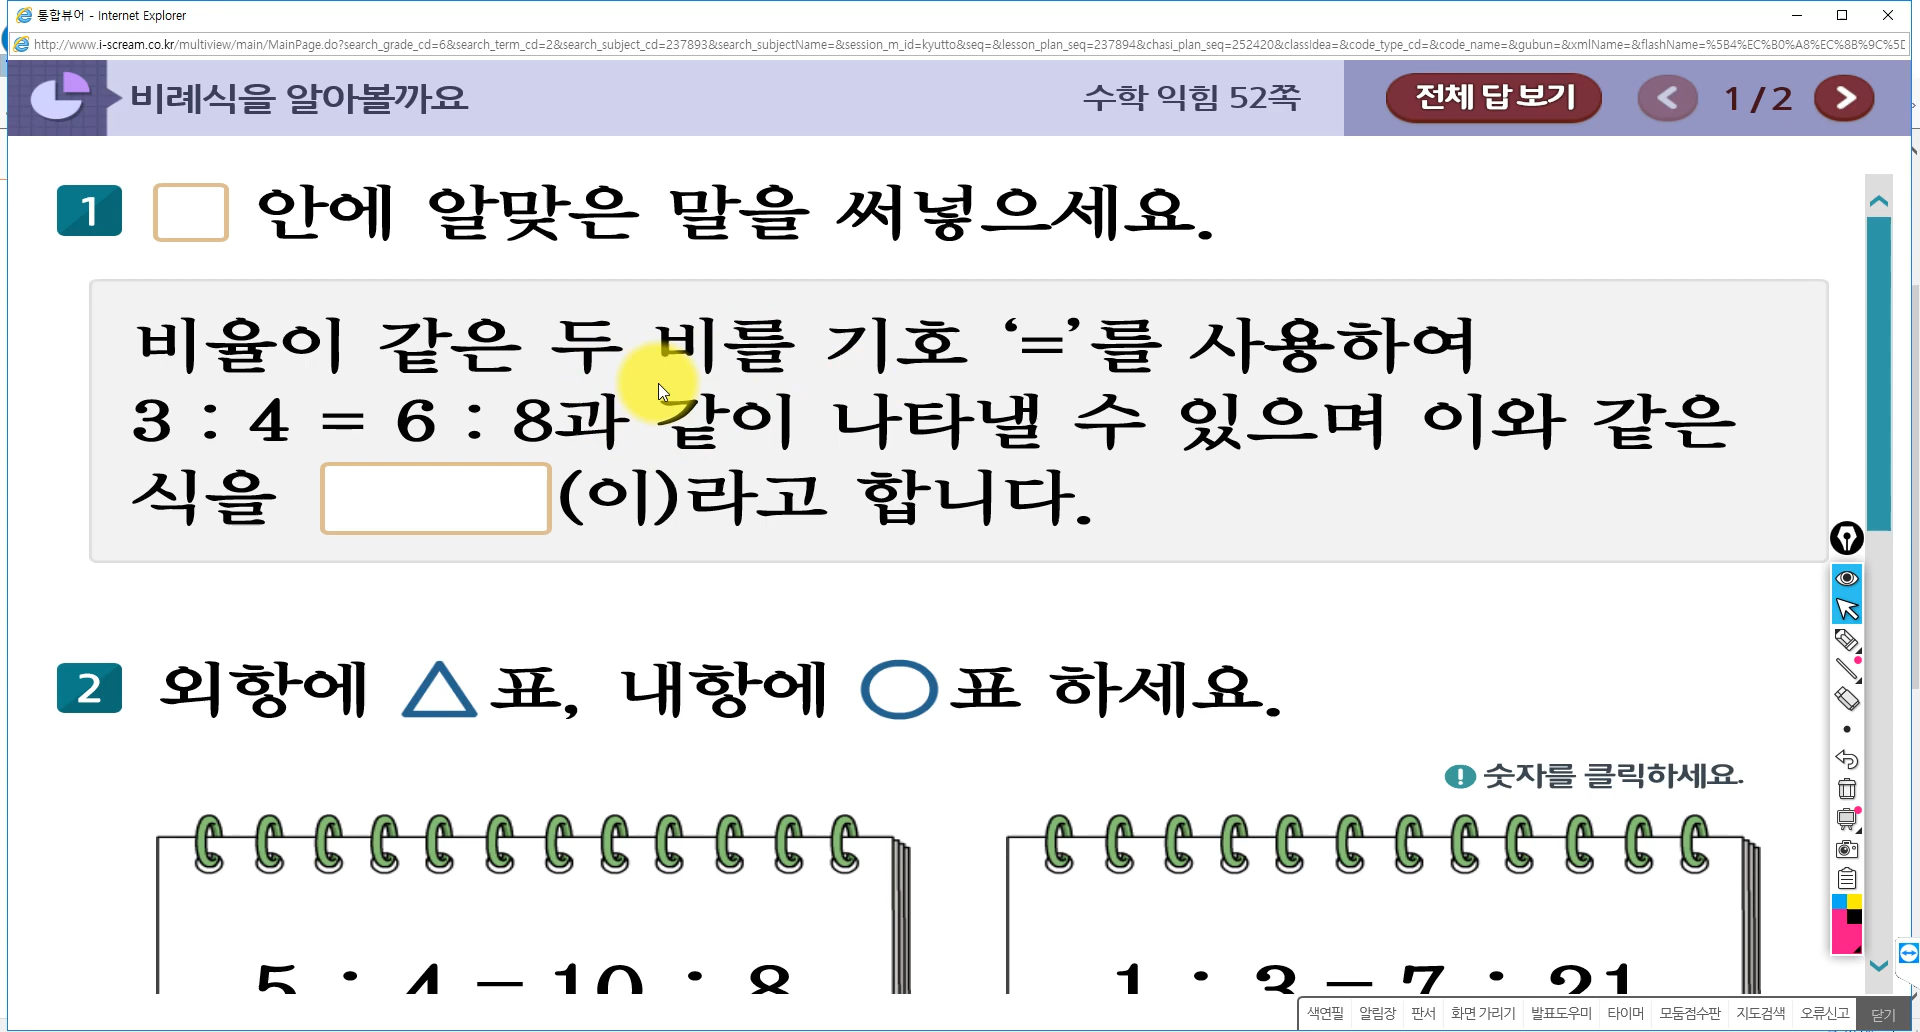 통합뷰어 - Internet Explorer
http://www.i-scream.co.kr/multiview/main/MainPage.do?search_grade_cd=6&search_term_cd=2&search_subject_cd=237893&search_subjectName=&session_m_id=kyutto&seq=&lesson_plan_seq=237894&chasi_plan_seq=252420&classIdea=&code_type_cd=&code_name=&gubun=&xmlName=&flashName=%5B4%EC%B0%A8%EC%8B%9C%5D
비례식을 알아볼까요 수학 익힘 52쪽 전체 답 보기 1 / 2
1 안에 알맞은 말을 써넣으세요.
비율이 같은 두 비를 기호 ‘=’를 사용하여
3 : 4 = 6 : 8과 같이 나타낼 수 있으며 이와 같은
식을 (이)라고 합니다.
2 외항에 △표, 내항에 ○표 하세요.
숫자를 클릭하세요.
5 : 4 = 10 : 8 1 : 3 = 7 : 21
색연필 알림장 판서 화면 가리기 발표도우미 타이머 모둠점수판 지도검색 오류신고 닫기